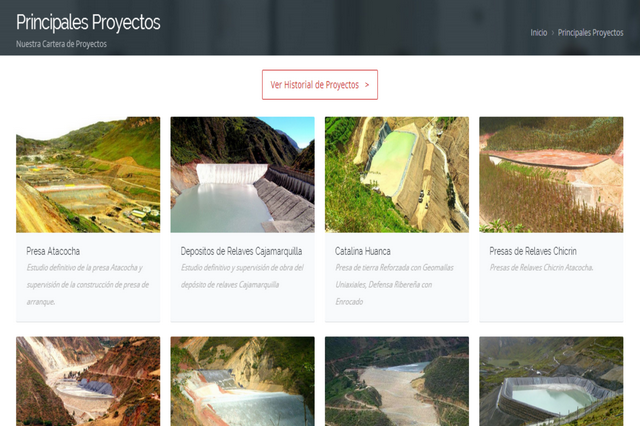 Principales Proyectos
Nuestra Cartera de Proyectos
Inicio › Principales Proyectos
Ver Historial de Proyectos >
Presa Atacocha
Estudio definitivo de la presa Atacocha y
supervisión de la construcción de presa de
arranque.
Depositos de Relaves Cajamarquilla
Estudio definitivo y supervisión de obra del
depósito de relaves Cajamarquilla
Catalina Huanca
Presa de tierra Reforzada con Geomallas
Uniaxiales, Defensa Ribereña con
Enrocado
Presas de Relaves Chicrin
Presas de Relaves Chicrin Atacocha.